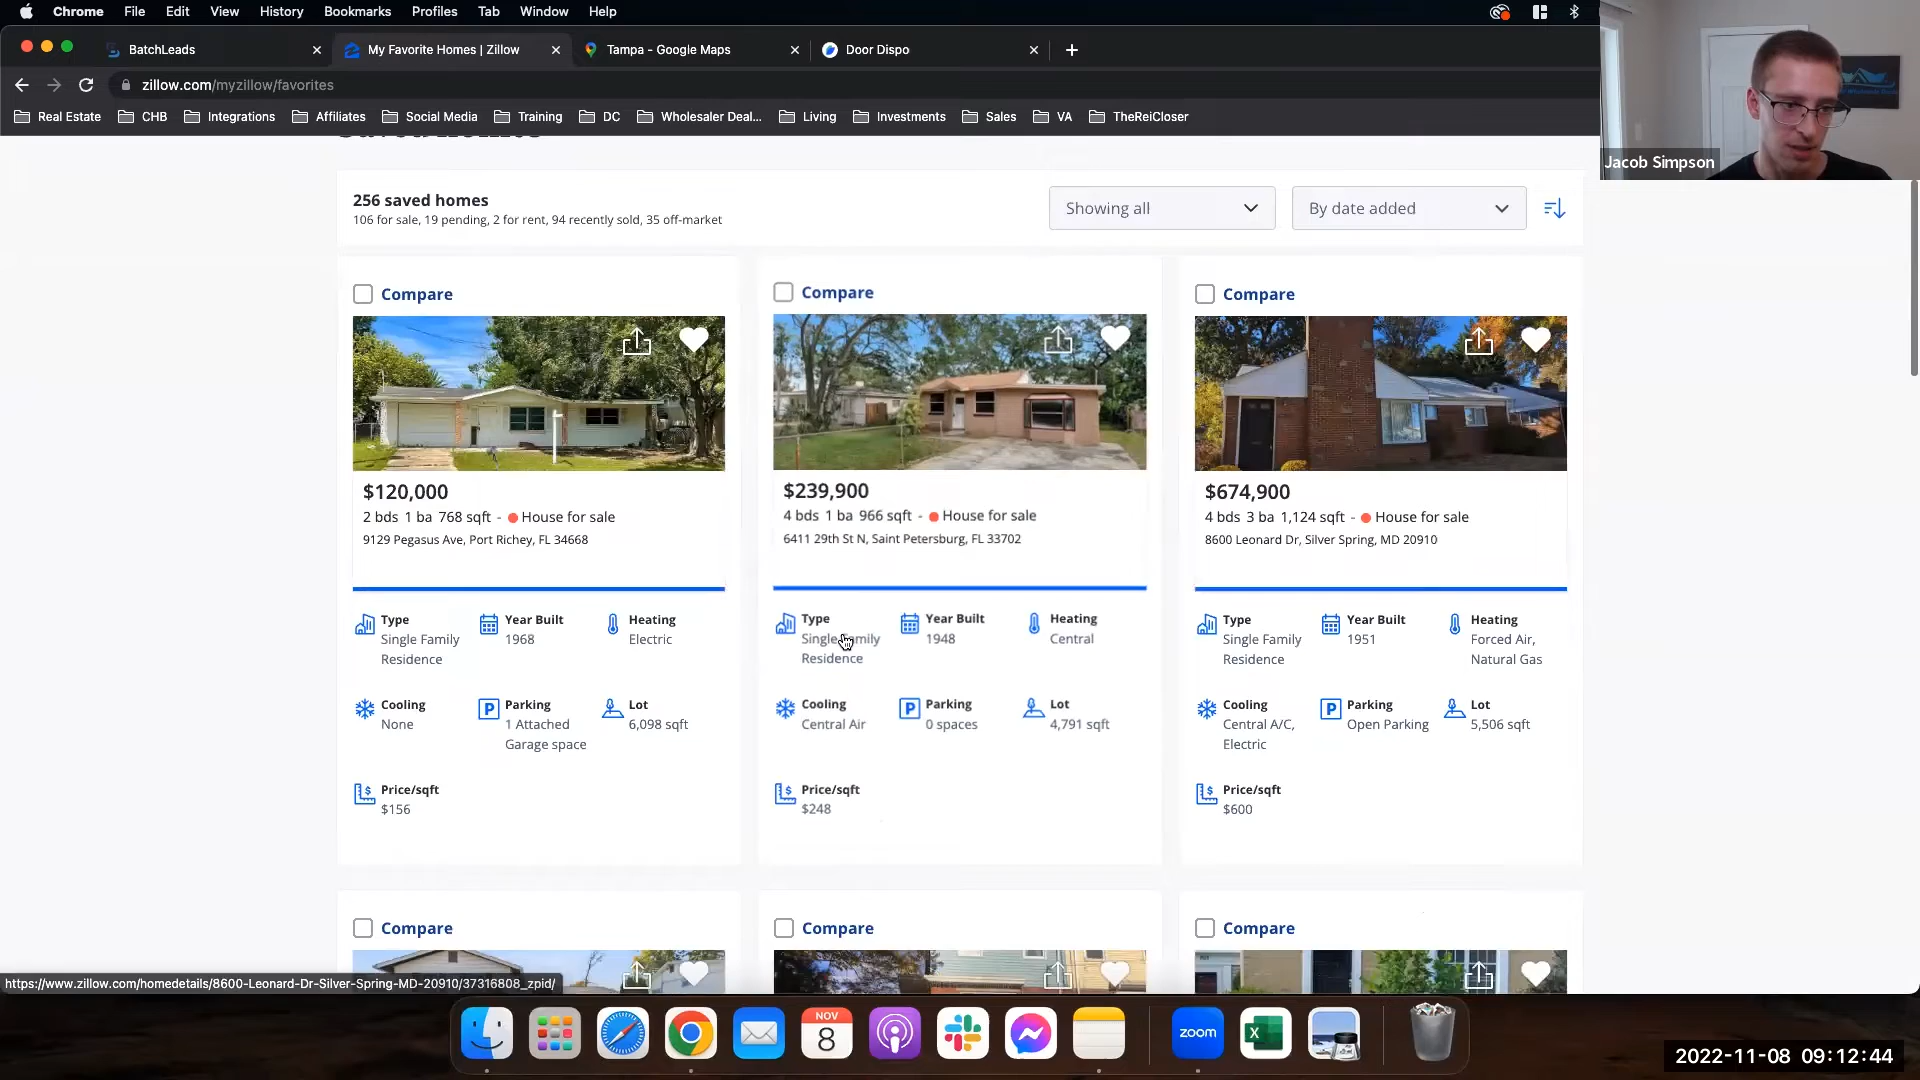 Chrome File Edit View History Bookmarks Profiles Tab Window Help
BatchLeads
My Favorite Homes | Zillow
Tampa - Google Maps
Door Dispo
zillow.com/myzillow/favorites
Real Estate CHB Integrations Affiliates Social Media Training DC Wholesaler Deal... Living Investments Sales VA TheReiCloser
Jacob Simpson
256 saved homes
106 for sale, 19 pending, 2 for rent, 94 recently sold, 35 off-market
Showing all
By date added
Compare
$120,000
2 bds 1 ba 768 sqft - House for sale
9129 Pegasus Ave, Port Richey, FL 34668
Type
Single Family
Residence
Year Built
1968
Heating
Electric
Cooling
None
Parking
1 Attached
Garage space
Lot
6,098 sqft
Price/sqft
$156
Compare
$239,900
4 bds 1 ba 966 sqft - House for sale
6411 29th St N, Saint Petersburg, FL 33702
Type
Single Family
Residence
Year Built
1948
Heating
Central
Cooling
Central Air
Parking
0 spaces
Lot
4,791 sqft
Price/sqft
$248
Compare
$674,900
4 bds 3 ba 1,124 sqft - House for sale
8600 Leonard Dr, Silver Spring, MD 20910
Type
Single Family
Residence
Year Built
1951
Heating
Forced Air,
Natural Gas
Cooling
Central A/C,
Electric
Parking
Open Parking
Lot
5,506 sqft
Price/sqft
$600
Compare
Compare
Compare
https://www.zillow.com/homedetails/8600-Leonard-Dr-Silver-Spring-MD-20910/37316808_zpid/
NOV
8
zoom
2022-11-08 09:12:44